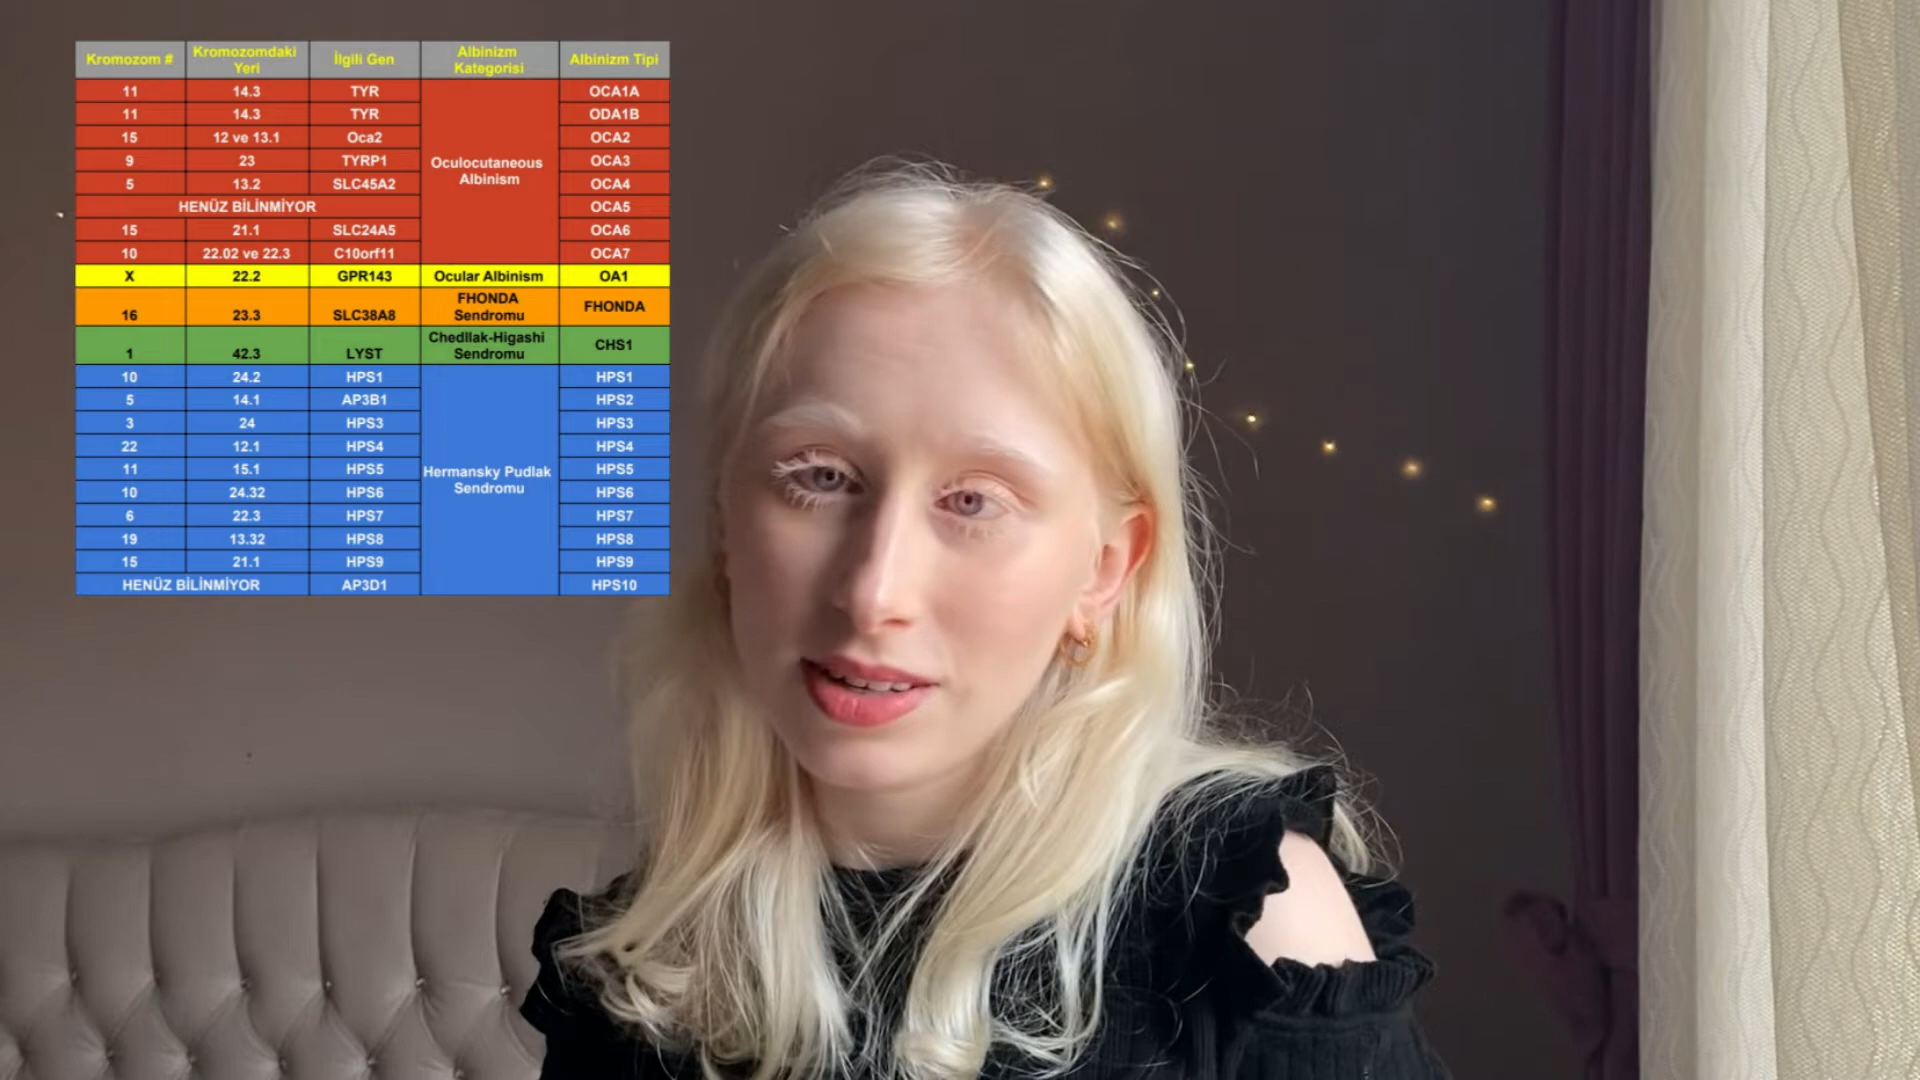 Kromozom # Kromozomdaki Yeri İlgili Gen Albinizm Kategorisi Albinizm Tipi
11 14.3 TYR Oculocutaneous Albinism OCA1A
11 14.3 TYR ODA1B
15 12 ve 13.1 Oca2 OCA2
9 23 TYRP1 OCA3
5 13.2 SLC45A2 OCA4
HENÜZ BİLİNMİYOR OCA5
15 21.1 SLC24A5 OCA6
10 22.02 ve 22.3 C10orf11 OCA7
X 22.2 GPR143 Ocular Albinism OA1
16 23.3 SLC38A8 FHONDA Sendromu FHONDA
1 42.3 LYST Chedllak-Higashi Sendromu CHS1
10 24.2 HPS1 Hermansky Pudlak Sendromu HPS1
5 14.1 AP3B1 HPS2
3 24 HPS3 HPS3
22 12.1 HPS4 HPS4
11 15.1 HPS5 HPS5
10 24.32 HPS6 HPS6
6 22.3 HPS7 HPS7
19 13.32 HPS8 HPS8
15 21.1 HPS9 HPS9
HENÜZ BİLİNMİYOR AP3D1 HPS10